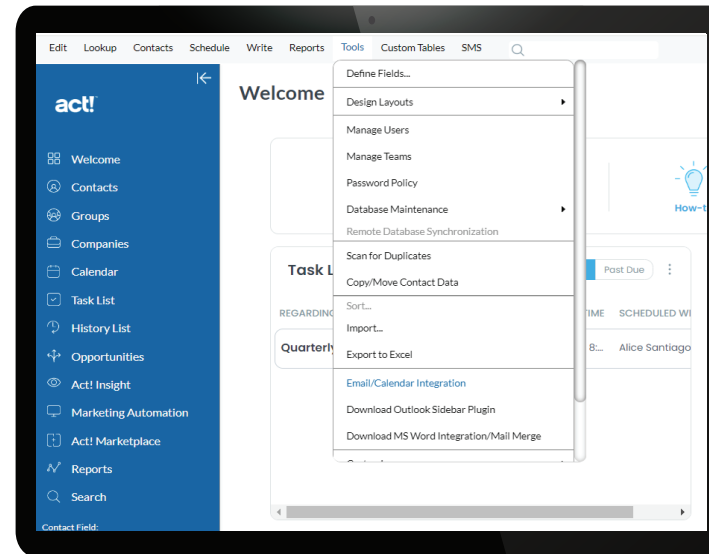 Edit Lookup Contacts Schedule Write Reports Tools Custom Tables SMS
act!
Welcome
Contacts
Groups
Companies
Calendar
Task List
History List
Opportunities
Act! Insight
Marketing Automation
Act! Marketplace
Reports
Search
Contact Field:
Welcome
Define Fields...
Design Layouts
Manage Users
Manage Teams
Password Policy
Database Maintenance
Remote Database Synchronization
Scan for Duplicates
Copy/Move Contact Data
Sort...
Import...
Export to Excel
Email/Calendar Integration
Download Outlook Sidebar Plugin
Download MS Word Integration/Mail Merge
How-t
Task L
Past Due
REGARDING TIME SCHEDULED WI
Quarterly 8:... Alice Santiago